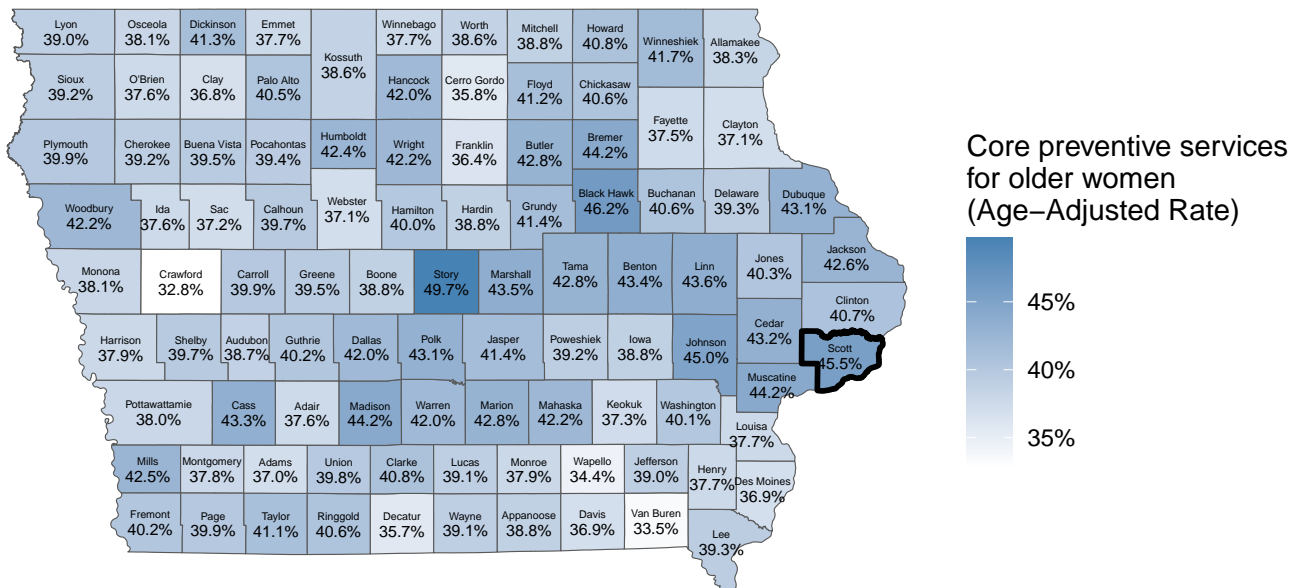 Lyon
39.0%
Osceola
38.1%
Dickinson
41.3%
Emmet
37.7%
Kossuth
38.6%
Winnebago
37.7%
Worth
38.6%
Mitchell
38.8%
Howard
40.8%
Winneshiek
41.7%
Allamakee
38.3%
Sioux
39.2%
O'Brien
37.6%
Clay
36.8%
Palo Alto
40.5%
Hancock
42.0%
Cerro Gordo
35.8%
Floyd
41.2%
Chickasaw
40.6%
Fayette
37.5%
Clayton
37.1%
Plymouth
39.9%
Cherokee
39.2%
Buena Vista
39.5%
Pocahontas
39.4%
Humboldt
42.4%
Wright
42.2%
Franklin
36.4%
Butler
42.8%
Bremer
44.2%
Woodbury
42.2%
Ida
37.6%
Sac
37.2%
Calhoun
39.7%
Webster
37.1%
Hamilton
40.0%
Hardin
38.8%
Grundy
41.4%
Black Hawk
46.2%
Buchanan
40.6%
Delaware
39.3%
Dubuque
43.1%
Monona
38.1%
Crawford
32.8%
Carroll
39.9%
Greene
39.5%
Boone
38.8%
Story
49.7%
Marshall
43.5%
Tama
42.8%
Benton
43.4%
Linn
43.6%
Jones
40.3%
Jackson
42.6%
Clinton
40.7%
Harrison
37.9%
Shelby
39.7%
Audubon
38.7%
Guthrie
40.2%
Dallas
42.0%
Polk
43.1%
Jasper
41.4%
Poweshiek
39.2%
Iowa
38.8%
Johnson
45.0%
Cedar
43.2%
Scott
45.5%
Muscatine
44.2%
Pottawattamie
38.0%
Cass
43.3%
Adair
37.6%
Madison
44.2%
Warren
42.0%
Marion
42.8%
Mahaska
42.2%
Keokuk
37.3%
Washington
40.1%
Louisa
37.7%
Mills
42.5%
Montgomery
37.8%
Adams
37.0%
Union
39.8%
Clarke
40.8%
Lucas
39.1%
Monroe
37.9%
Wapello
34.4%
Jefferson
39.0%
Henry
37.7%
Des Moines
36.9%
Fremont
40.2%
Page
39.9%
Taylor
41.1%
Ringgold
40.6%
Decatur
35.7%
Wayne
39.1%
Appanoose
38.8%
Davis
36.9%
Van Buren
33.5%
Lee
39.3%
Core preventive services
for older women
(Age−Adjusted Rate)
45%
40%
35%